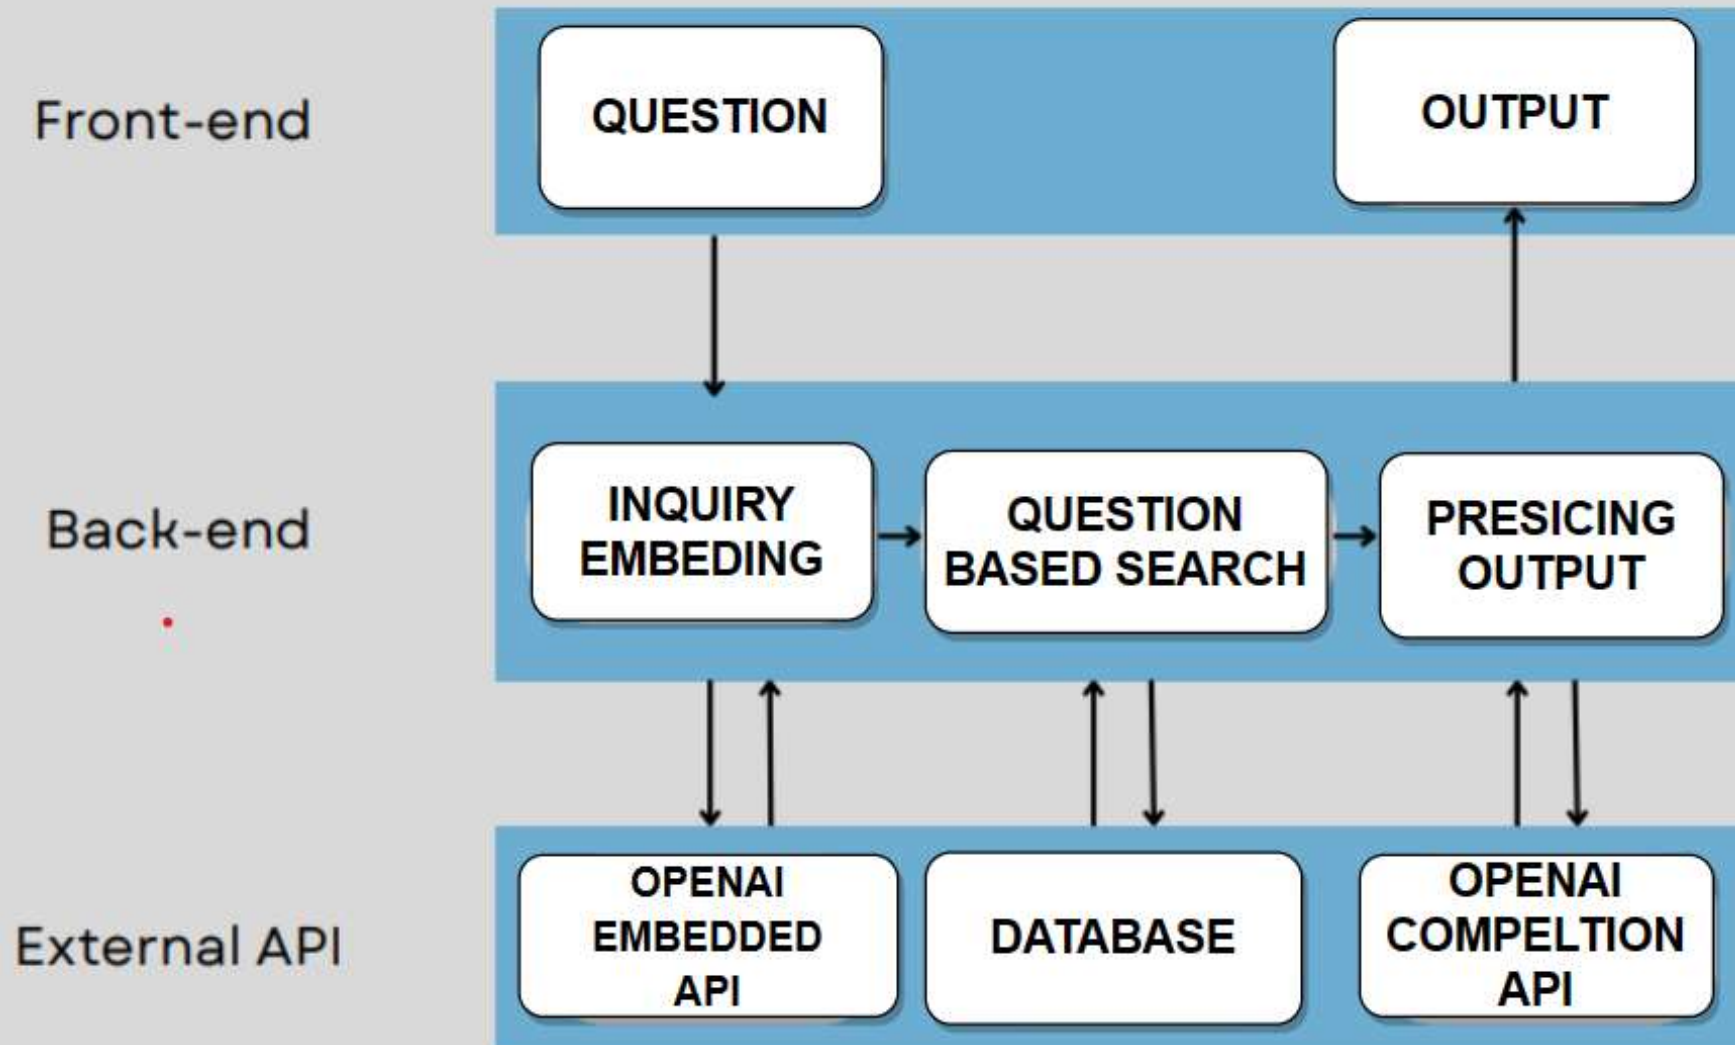 Front-end
QUESTION
OUTPUT
Back-end
INQUIRY
EMBEDING
QUESTION
BASED SEARCH
PRESICING
OUTPUT
External API
OPENAI
EMBEDDED
API
DATABASE
OPENAI
COMPELTION
API